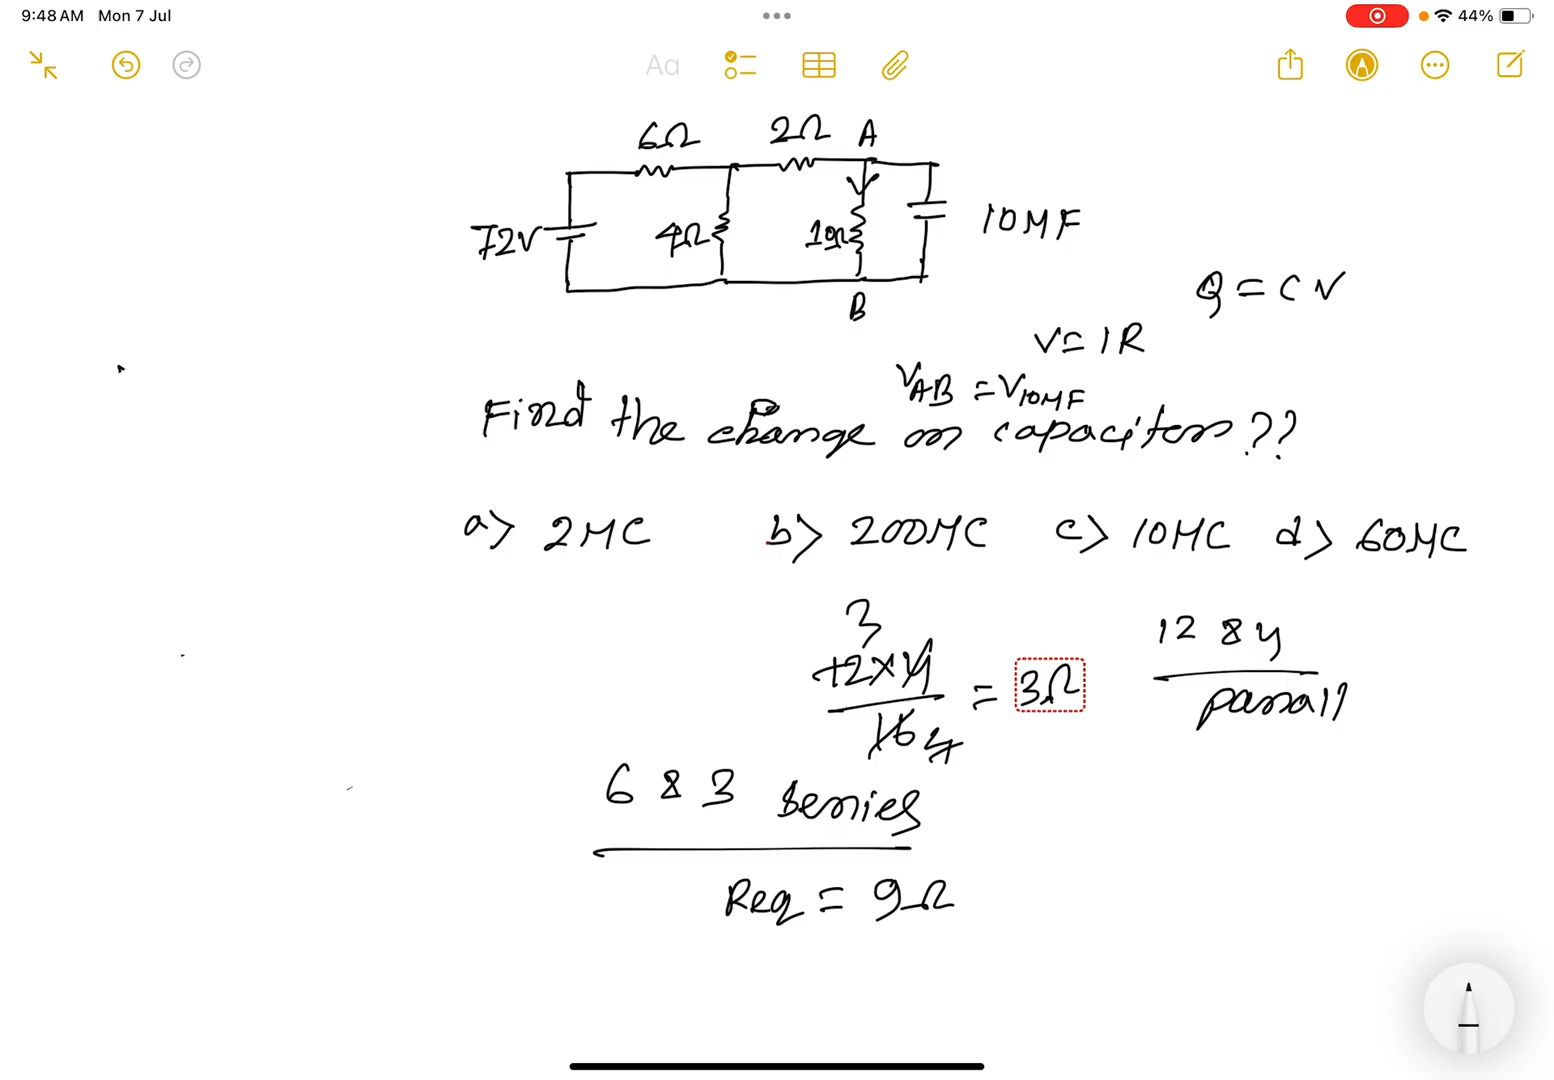 9:48 AM Mon 7 Jul
44%
Aa
6Ω 2Ω A
72V 4Ω 10Ω 10MF
B
Q = CV
V = IR
VAB = V10MF
Find the change on capacitors??
a> 2MC b> 200MC c> 10MC d> 60MC
3
12×4 / 16 4 = 3Ω
12 & 4
parall
6 & 3 Series
Req = 9Ω